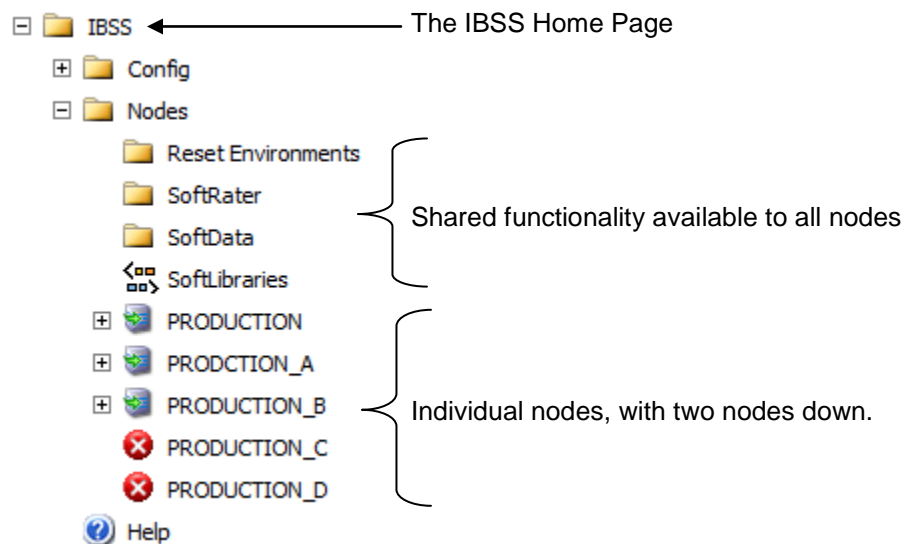 IBSS
The IBSS Home Page
Config
Nodes
Reset Environments
SoftRater
SoftData
SoftLibraries
Shared functionality available to all nodes
PRODUCTION
PRODCTION_A
PRODUCTION_B
PRODUCTION_C
PRODUCTION_D
Individual nodes, with two nodes down.
Help